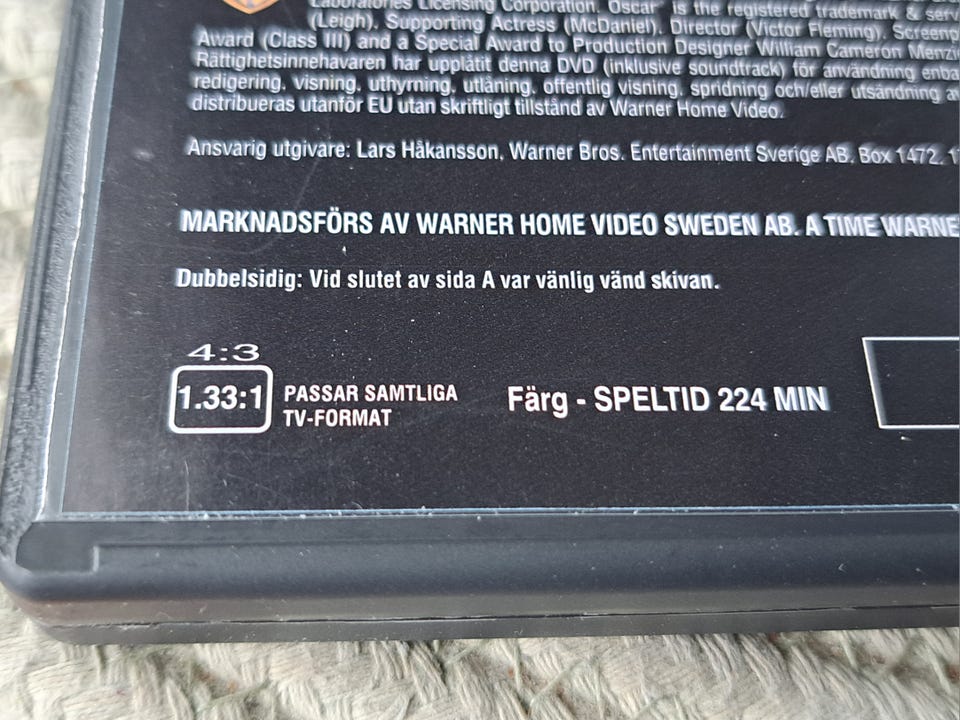 Laboratories Licensing Corporation. Oscar is the registered trademark &
(Leigh), Supporting Actress (McDaniel), Director (Victor Fleming),
Award (Class III) and a Special Award to Production Designer William Cameron
Rättighetsinnehavaren har upplåtit denna DVD (inklusive soundtrack) för användning
redigering, visning, uthyrning, utlåning, offentlig visning, spridning och/eller utsändning av
distribueras utanför EU utan skriftligt tillstånd av Warner Home Video.
Ansvarig utgivare: Lars Håkansson, Warner Bros. Entertainment Sverige AB, Box 1472,
MARKNADSFÖRS AV WARNER HOME VIDEO SWEDEN AB. A TIME
Dubbelsidig: Vid slutet av sida A var vänlig vänd skivan.
4:3
1.33:1 PASSAR SAMTLIGA
TV-FORMAT
Färg - SPELTID 224 MIN